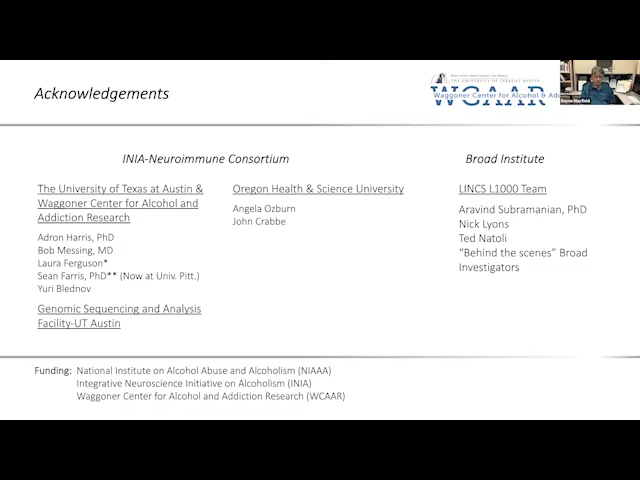 Acknowledgements
THE UNIVERSITY OF TEXAS AT AUSTIN
WCAAR
Waggoner Center for Alcohol & Ad
Dayne Mayfield
INIA-Neuroimmune Consortium
The University of Texas at Austin &
Waggoner Center for Alcohol and
Addiction Research
Adron Harris, PhD
Bob Messing, MD
Laura Ferguson*
Sean Farris, PhD** (Now at Univ. Pitt.)
Yuri Blednov
Genomic Sequencing and Analysis
Facility-UT Austin
Oregon Health & Science University
Angela Ozburn
John Crabbe
Broad Institute
LINCS L1000 Team
Aravind Subramanian, PhD
Nick Lyons
Ted Natoli
“Behind the scenes” Broad
Investigators
Funding: National Institute on Alcohol Abuse and Alcoholism (NIAAA)
Integrative Neuroscience Initiative on Alcoholism (INIA)
Waggoner Center for Alcohol and Addiction Research (WCAAR)